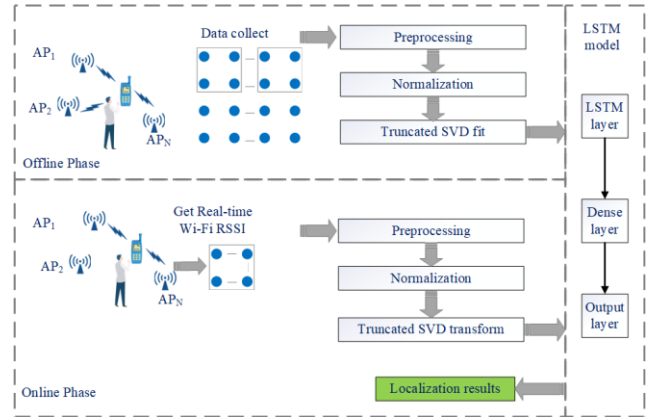 Data collect
AP1
AP2
APN
Offline Phase
Preprocessing
Normalization
Truncated SVD fit
LSTM
model
LSTM
layer
Dense
layer
Output
layer
Get Real-time
Wi-Fi RSSI
AP1
AP2
APN
Online Phase
Preprocessing
Normalization
Truncated SVD transform
Localization results